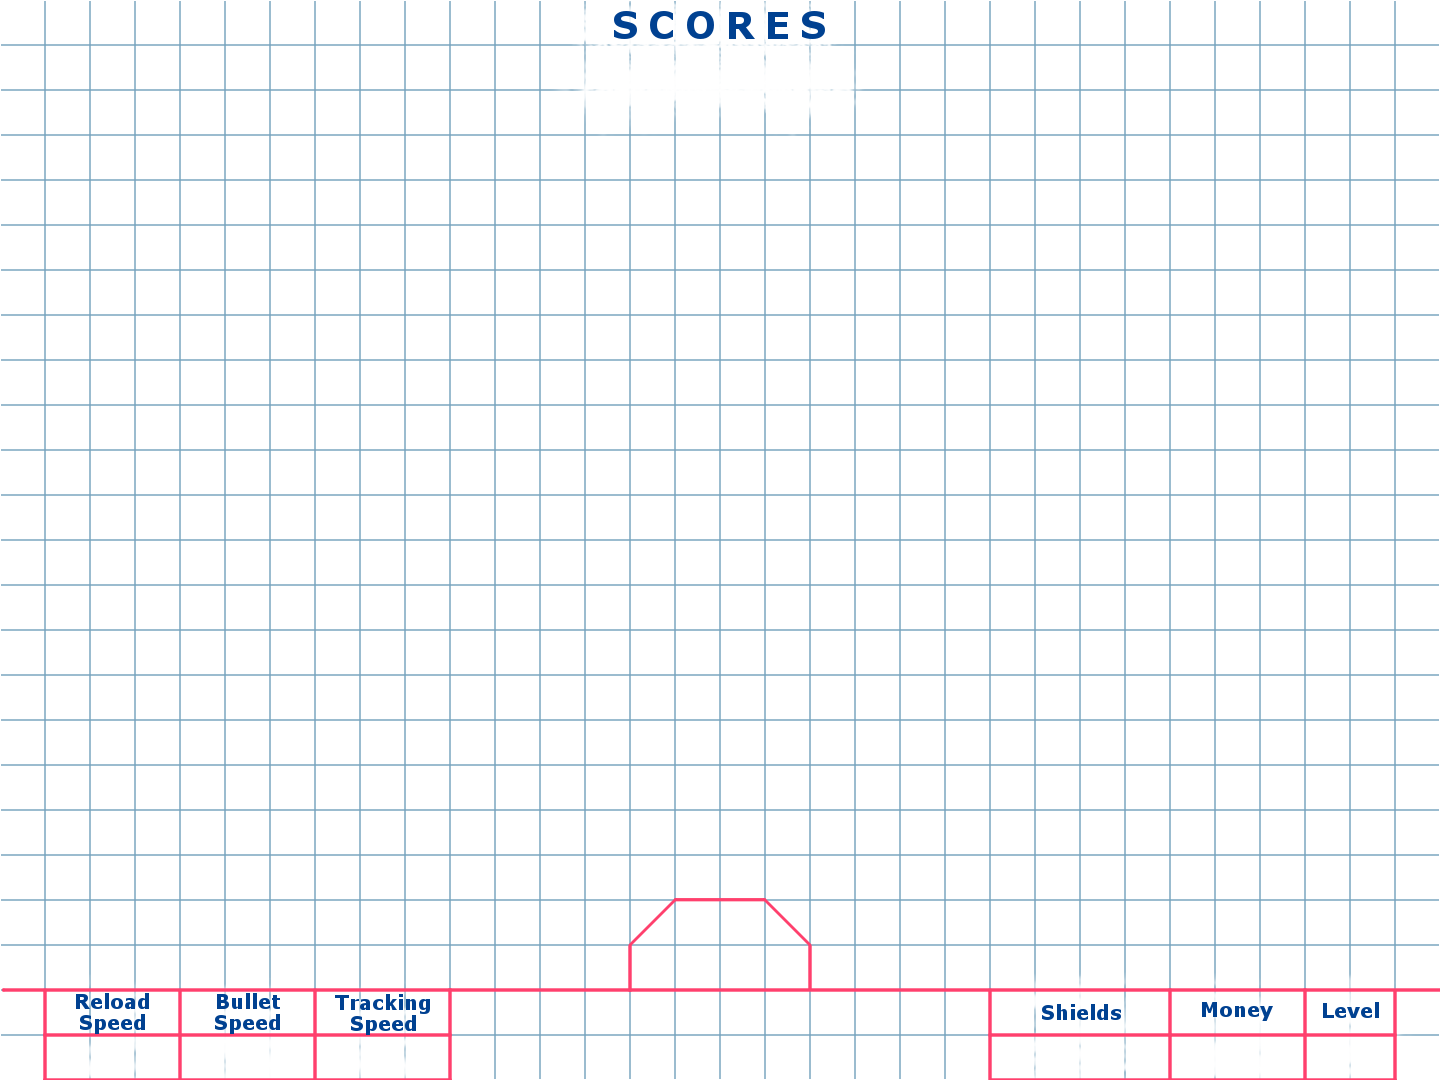 SCORES
Reload
Speed
Bullet
Speed
Tracking
Speed
Shields
Money
Level